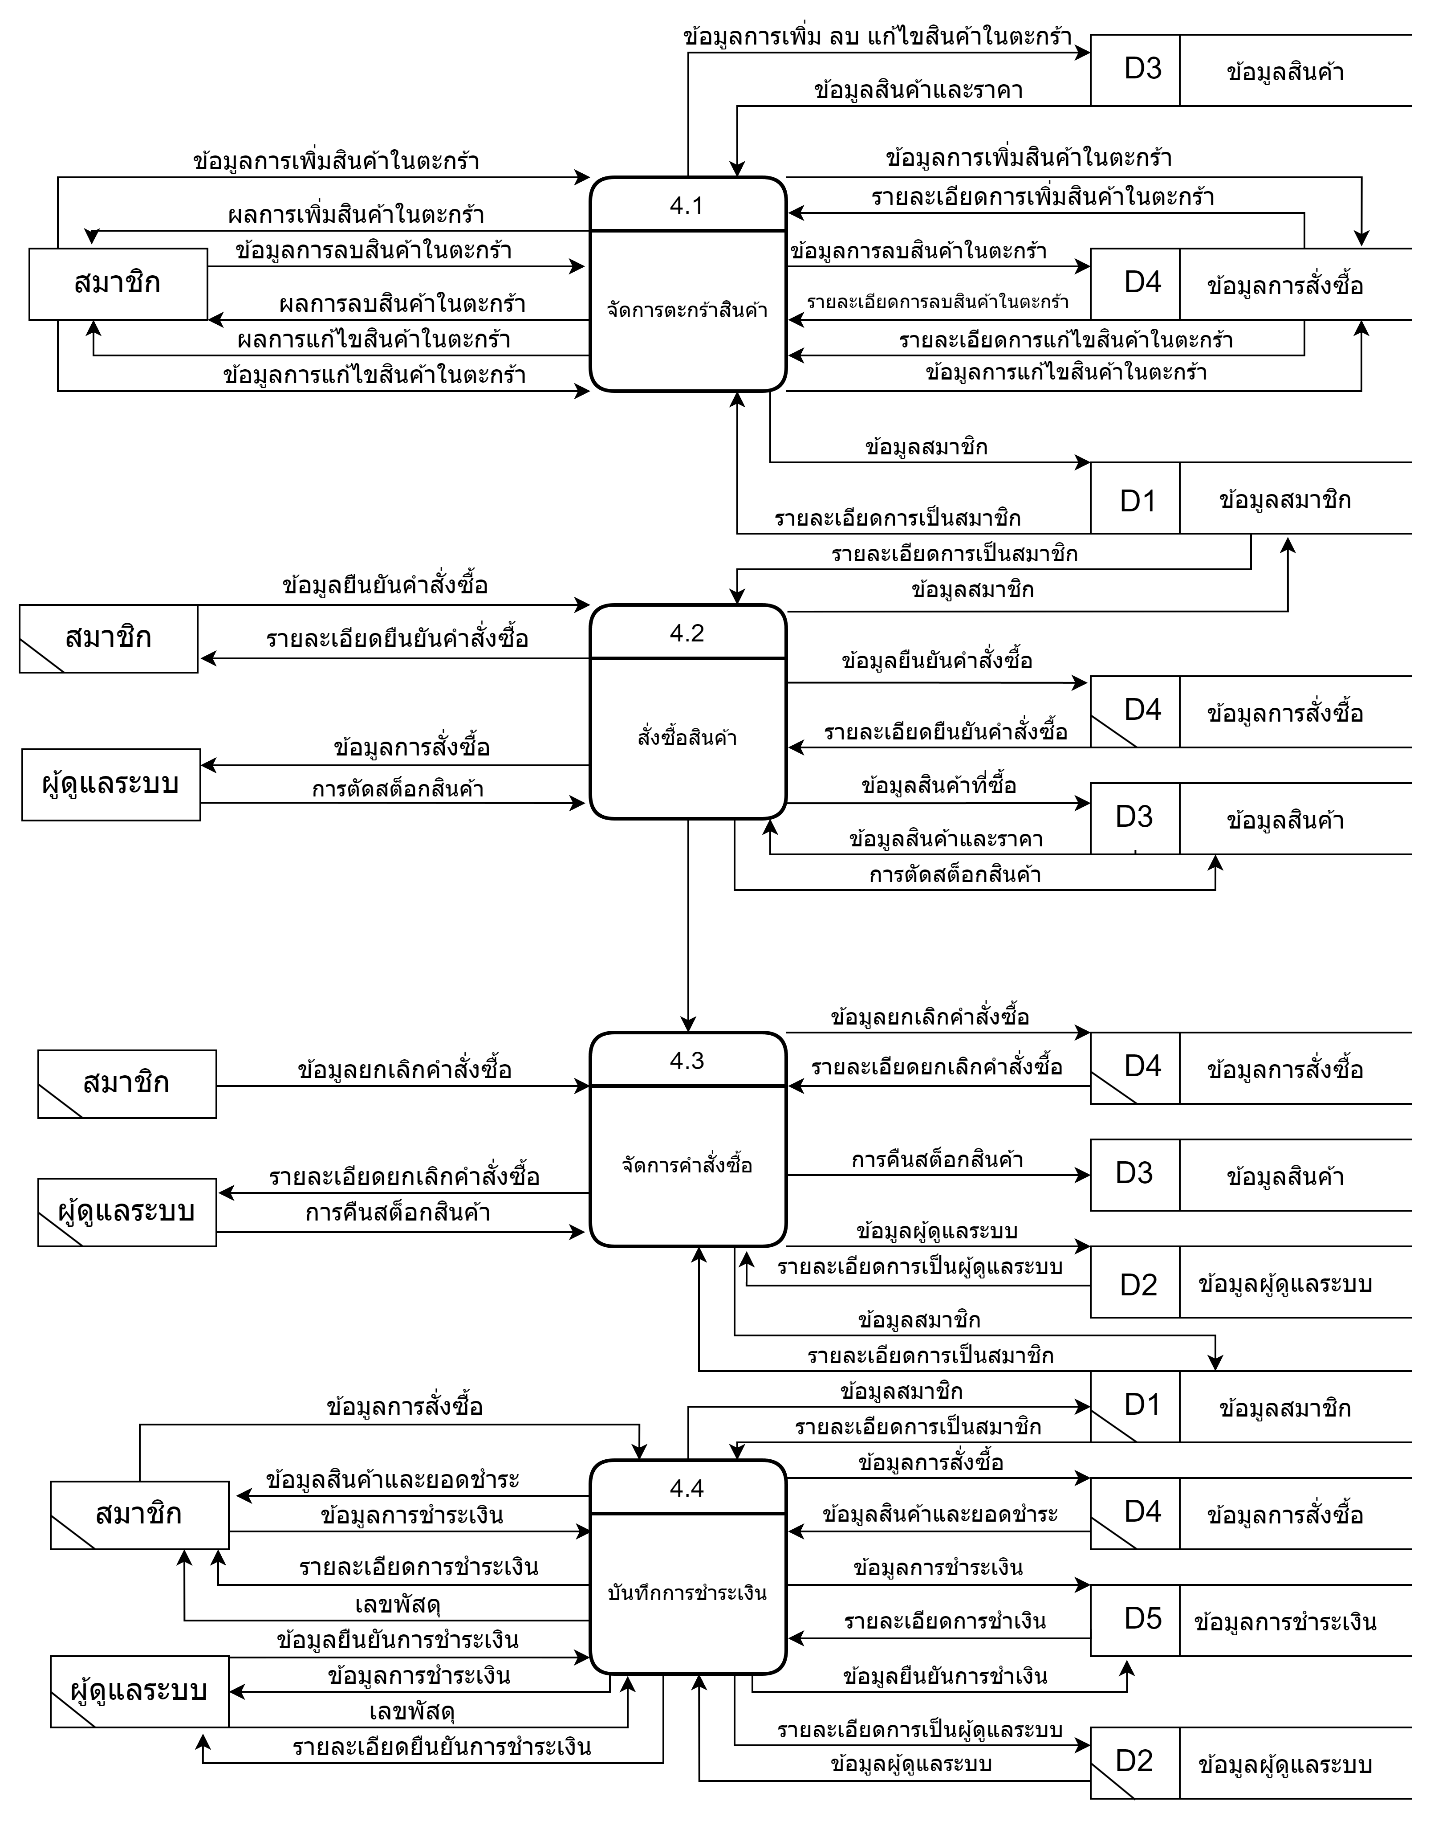 ข้อมูลการเพิ่ม ลบ แก้ไขสินค้าในตะกร้า
D3
ข้อมูลสินค้า
ข้อมูลสินค้าและราคา
ข้อมูลการเพิ่มสินค้าในตะกร้า
ข้อมูลการเพิ่มสินค้าในตะกร้า
รายละเอียดการเพิ่มสินค้าในตะกร้า
4.1
ผลการเพิ่มสินค้าในตะกร้า
ข้อมูลการลบสินค้าในตะกร้า
ข้อมูลการลบสินค้าในตะกร้า
สมาชิก
D4
ข้อมูลการสั่งซื้อ
ผลการลบสินค้าในตะกร้า
จัดการตะกร้าสินค้า
รายละเอียดการลบสินค้าในตะกร้า
ผลการแก้ไขสินค้าในตะกร้า
รายละเอียดการแก้ไขสินค้าในตะกร้า
ข้อมูลการแก้ไขสินค้าในตะกร้า
ข้อมูลการแก้ไขสินค้าในตะกร้า
ข้อมูลสมาชิก
D1
ข้อมูลสมาชิก
รายละเอียดการเป็นสมาชิก
รายละเอียดการเป็นสมาชิก
ข้อมูลยืนยันคำสั่งซื้อ
ข้อมูลสมาชิก
สมาชิก
รายละเอียดยืนยันคำสั่งซื้อ
4.2
ข้อมูลยืนยันคำสั่งซื้อ
D4
ข้อมูลการสั่งซื้อ
ข้อมูลการสั่งซื้อ
สั่งซื้อสินค้า
รายละเอียดยืนยันคำสั่งซื้อ
ผู้ดูแลระบบ
การตัดสต็อกสินค้า
ข้อมูลสินค้าที่ซื้อ
D3
ข้อมูลสินค้า
ข้อมูลสินค้าและราคา
การตัดสต็อกสินค้า
ข้อมูลยกเลิกคำสั่งซื้อ
4.3
D4
ข้อมูลการสั่งซื้อ
สมาชิก
ข้อมูลยกเลิกคำสั่งซื้อ
รายละเอียดยกเลิกคำสั่งซื้อ
จัดการคำสั่งซื้อ
การคืนสต็อกสินค้า
D3
ข้อมูลสินค้า
รายละเอียดยกเลิกคำสั่งซื้อ
ผู้ดูแลระบบ
การคืนสต็อกสินค้า
ข้อมูลผู้ดูแลระบบ
รายละเอียดการเป็นผู้ดูแลระบบ
D2
ข้อมูลผู้ดูแลระบบ
ข้อมูลสมาชิก
รายละเอียดการเป็นสมาชิก
ข้อมูลสมาชิก
D1
ข้อมูลสมาชิก
ข้อมูลการสั่งซื้อ
รายละเอียดการเป็นสมาชิก
ข้อมูลการสั่งซื้อ
ข้อมูลสินค้าและยอดชำระ
4.4
สมาชิก
ข้อมูลการชำระเงิน
ข้อมูลสินค้าและยอดชำระ
D4
ข้อมูลการสั่งซื้อ
รายละเอียดการชำระเงิน
ข้อมูลการชำระเงิน
บันทึกการชำระเงิน
เลขพัสดุ
รายละเอียดการชำเงิน
D5
ข้อมูลการชำระเงิน
ข้อมูลยืนยันการชำระเงิน
ข้อมูลการชำระเงิน
ข้อมูลยืนยันการชำเงิน
ผู้ดูแลระบบ
เลขพัสดุ
รายละเอียดการเป็นผู้ดูแลระบบ
รายละเอียดยืนยันการชำระเงิน
ข้อมูลผู้ดูแลระบบ
D2
ข้อมูลผู้ดูแลระบบ